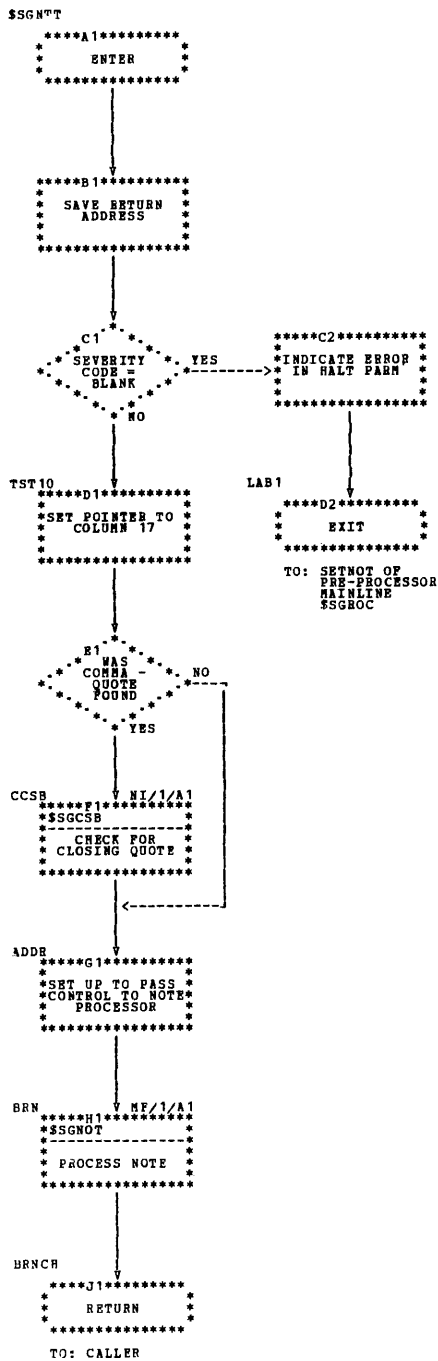 $SGNTT
*****A1*********
ENTER
*****B1*********
SAVE RETURN
ADDRESS
C1
SEVERITY
CODE =
BLANK
YES
NO
*****C2*********
INDICATE ERROR
IN HALT PARM
TST10
*****D1*********
SET POINTER TO
COLUMN 17
LAB1
****D2*********
EXIT
TO: SETNOT OF
PRE-PROCESSOR
MAINLINE
$SGROC
E1
WAS
COMMA -
QUOTE
FOUND
NO
YES
CCSB
NI/1/A1
*****F1*********
$SGCSB
CHECK FOR
CLOSING QUOTE
ADDR
*****G1*********
SET UP TO PASS
CONTROL TO NOTE
PROCESSOR
BRN
MF/1/A1
*****H1*********
$SGNOT
PROCESS NOTE
BRNCH
****J1*********
RETURN
TO: CALLER